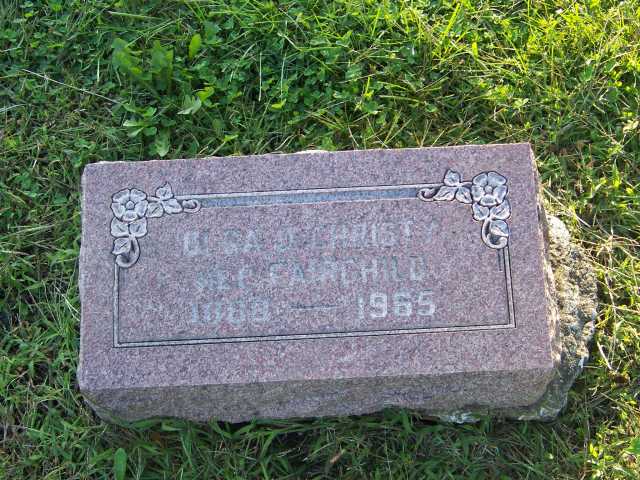 J. CHRISTY
NEE FAIRCHILD
— 1965